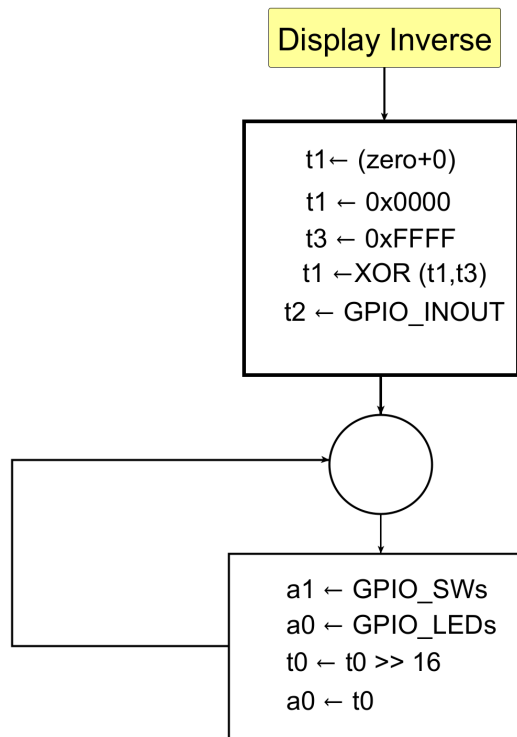 Display Inverse
t1← (zero+0)
t1 ← 0x0000
t3 ← 0xFFFF
t1 ←XOR (t1,t3)
t2 ← GPIO_INOUT
a1 ← GPIO_SWs
a0 ← GPIO_LEDs
t0 ← t0 >> 16
a0 ← t0